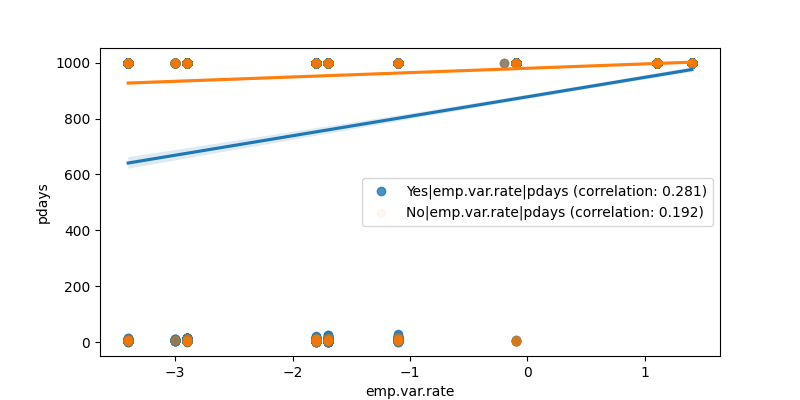 1000
800
600
400
200
0
pdays
Yes|emp.var.rate|pdays (correlation: 0.281)
No|emp.var.rate|pdays (correlation: 0.192)
−3
−2
−1
0
1
emp.var.rate